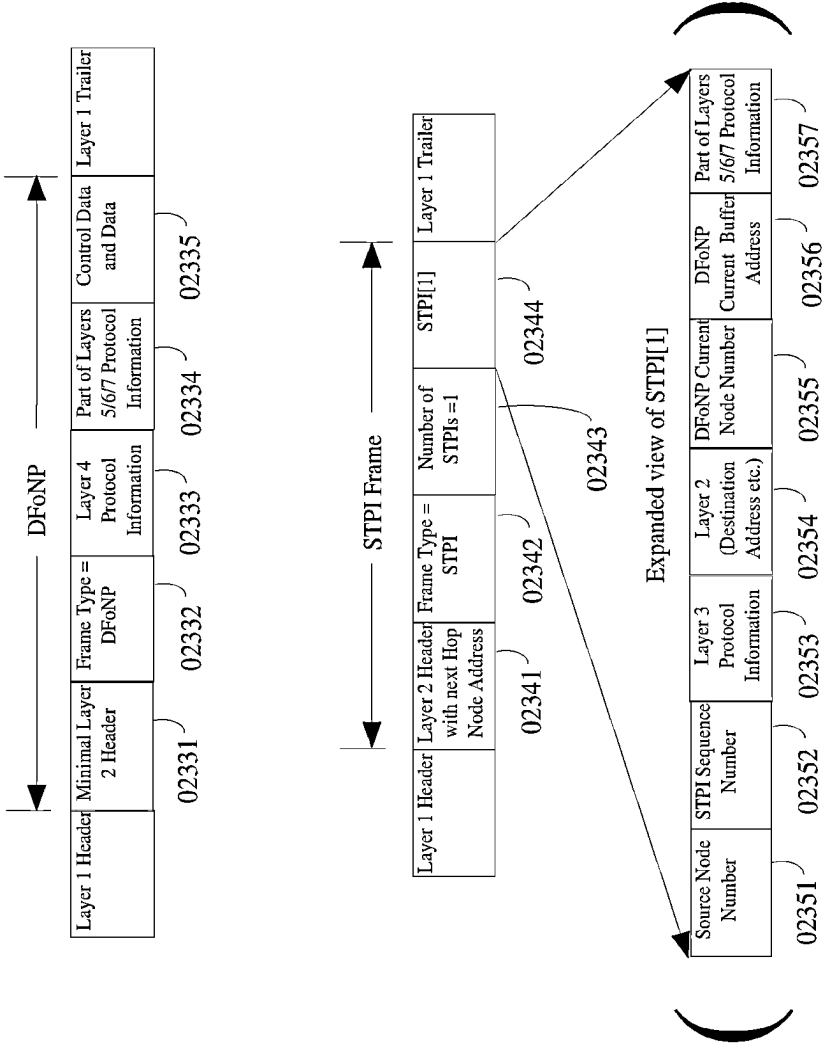 DFoNP
Layer 1 Header
Minimal Layer
2 Header
Frame Type =
DFoNP
Layer 4
Protocol
Information
Part of Layers
5/6/7 Protocol
Information
Control Data
and Data
Layer 1 Trailer
02331
02332
02333
02334
02335
STPI Frame
Layer 1 Header
Layer 2 Header
with next Hop
Node Address
Frame Type =
STPI
Number of
STPIs =1
STPI[1]
Layer 1 Trailer
02341
02342
02343
02344
Expanded view of STPI[1]
Source Node
Number
STPI Sequence
Number
Layer 3
Protocol
Information
Layer 2
(Destination
Address etc.)
DFoNP Current
Node Number
DFoNP
Current Buffer
Address
Part of Layers
5/6/7 Protocol
Information
02351
02352
02353
02354
02355
02356
02357